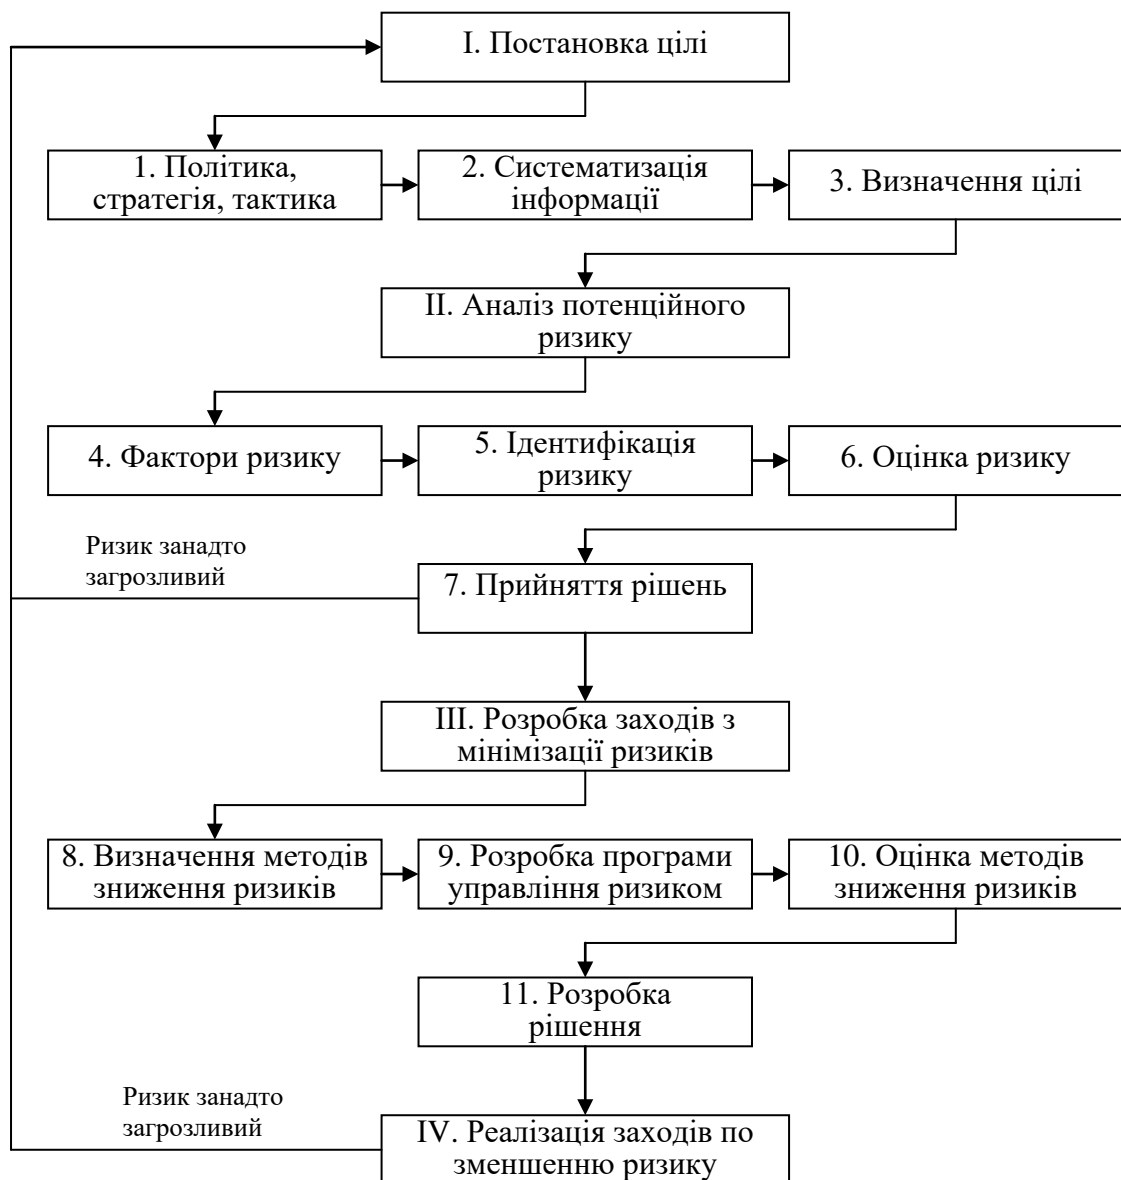 І. Постановка цілі
1. Політика,
стратегія, тактика
2. Систематизація
інформації
3. Визначення цілі
ІІ. Аналіз потенційного
ризику
4. Фактори ризику
5. Ідентифікація
ризику
6. Оцінка ризику
Ризик занадто
загрозливий
7. Прийняття рішень
ІІІ. Розробка заходів з
мінімізації ризиків
8. Визначення методів
зниження ризиків
9. Розробка програми
управління ризиком
10. Оцінка методів
зниження ризиків
11. Розробка
рішення
Ризик занадто
загрозливий
IV. Реалізація заходів по
зменшенню ризику